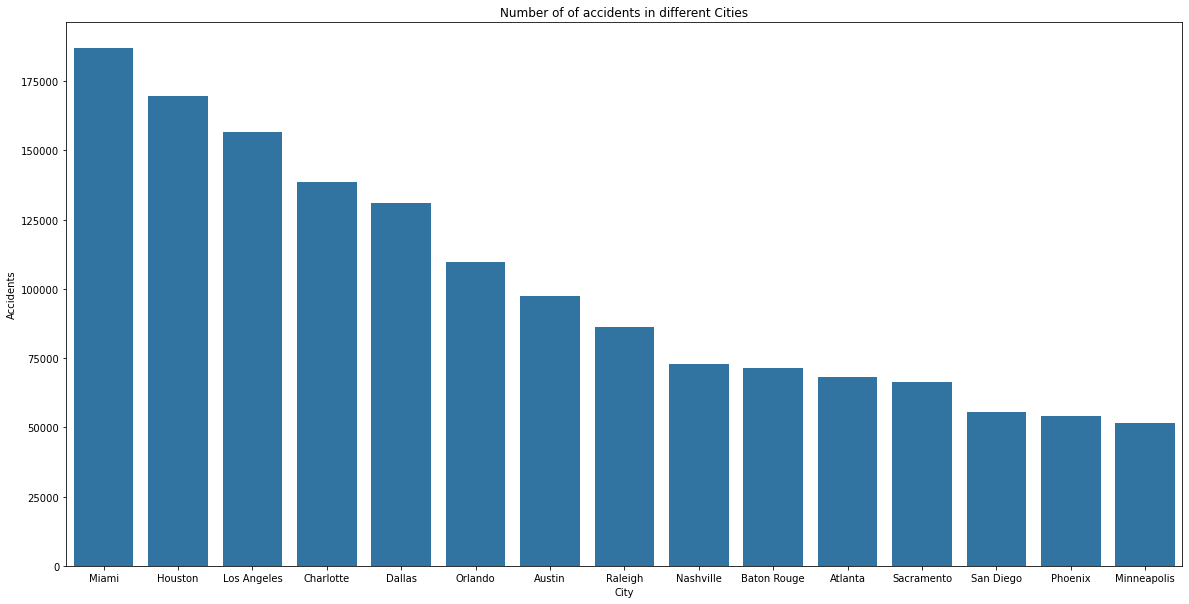 Number of of accidents in different Cities
Accidents
175000
150000
125000
100000
75000
50000
25000
0
Miami Houston Los Angeles Charlotte Dallas Orlando Austin Raleigh Nashville Baton Rouge Atlanta Sacramento San Diego Phoenix Minneapolis
City